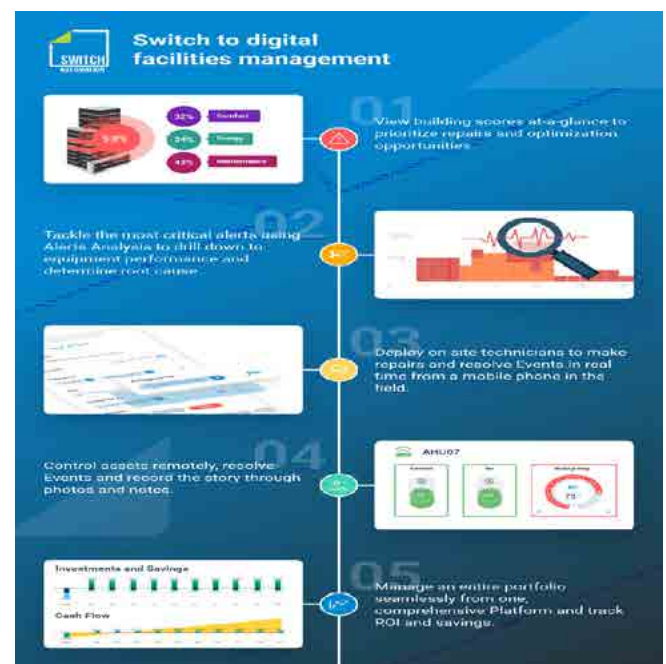 SWITCH
Switch to digital
facilities management
01
View building scores at-a-glance to
prioritize repairs and optimization
opportunities.
32%
Comfort
Energy
02
Tackle the most critical alerts using
Alerts Analysis to drill down to
equipment performance and
determine root cause.
03
Deploy on site technicians to make
repairs and resolve Events in real
time from a mobile phone in the
field.
04
Control assets remotely, resolve
Events and record the story through
photos and notes.
AHU07
05
Manage an entire portfolio
seamlessly from one,
comprehensive Platform and track
ROI and savings.
Investments and Savings
Cash Flow